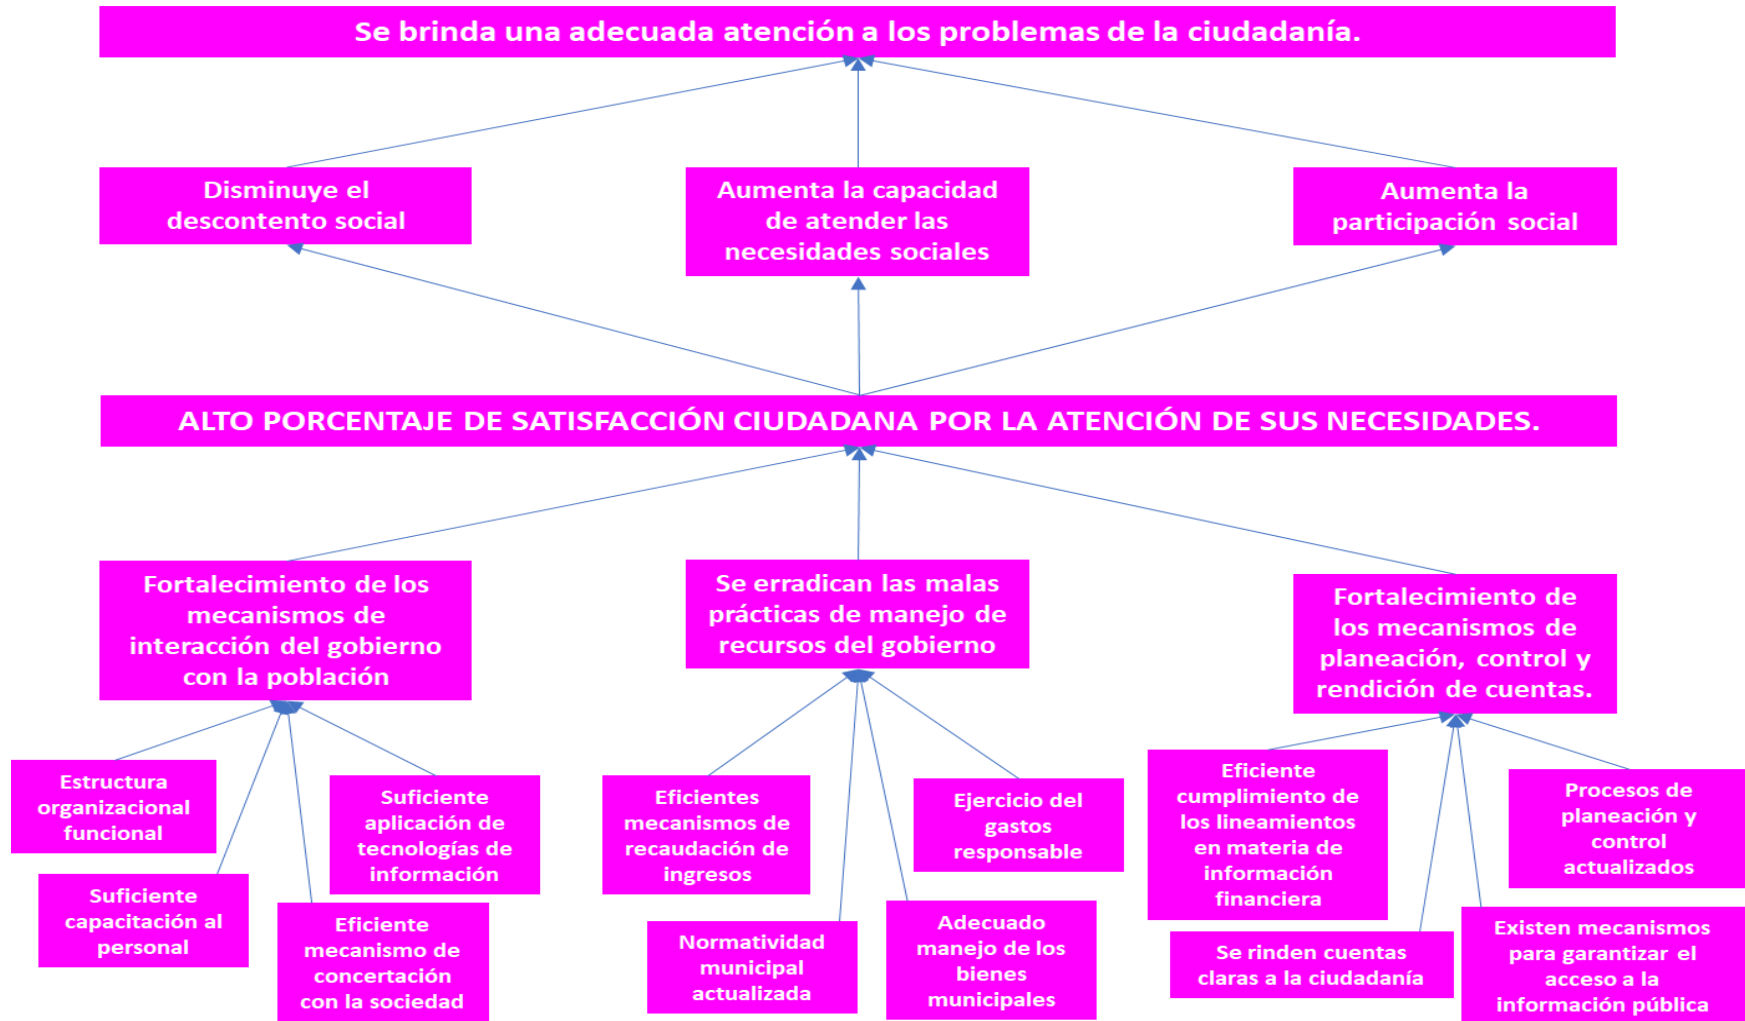 Se brinda una adecuada atención a los problemas de la ciudadanía.
Disminuye el
descontento social
Aumenta la capacidad
de atender las
necesidades sociales
Aumenta la
participación social
ALTO PORCENTAJE DE SATISFACCIÓN CIUDADANA POR LA ATENCIÓN DE SUS NECESIDADES.
Fortalecimiento de los
mecanismos de
interacción del gobierno
con la población
Se erradican las malas
prácticas de manejo de
recursos del gobierno
Fortalecimiento de
los mecanismos de
planeación, control y
rendición de cuentas.
Estructura
organizacional
funcional
Suficiente
capacitación al
personal
Eficiente
mecanismo de
concertación
con la sociedad
Suficiente
aplicación de
tecnologías de
información
Eficientes
mecanismos de
recaudación de
ingresos
Normatividad
municipal
actualizada
Adecuado
manejo de los
bienes
municipales
Ejercicio del
gastos
responsable
Eficiente
cumplimiento de
los lineamientos
en materia de
información
financiera
Se rinden cuentas
claras a la ciudadanía
Existen mecanismos
para garantizar el
acceso a la
información pública
Procesos de
planeación y
control
actualizados